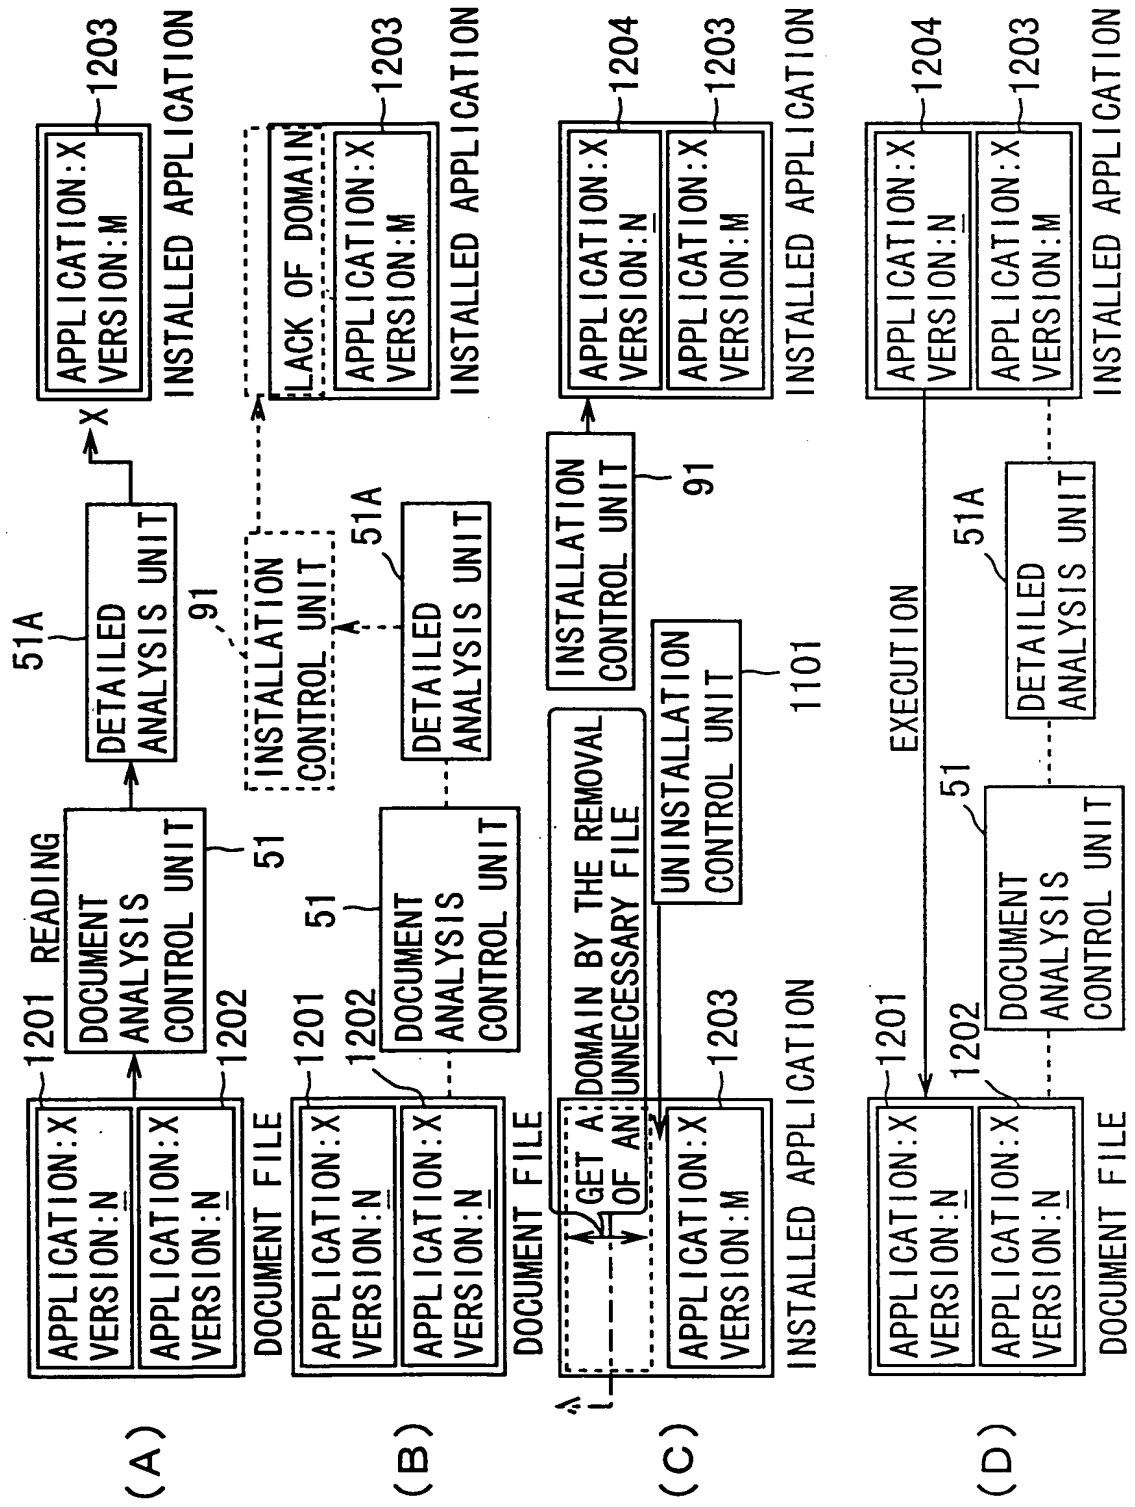 (A)
1201
APPLICATION:X
VERSION:N
APPLICATION:X
VERSION:N
1202
DOCUMENT FILE
READING
DOCUMENT
ANALYSIS
CONTROL UNIT
51
51A
DETAILED
ANALYSIS UNIT
X
APPLICATION:X
VERSION:M
1203
INSTALLED APPLICATION
(B)
1201
APPLICATION:X
VERSION:N
1202
APPLICATION:X
VERSION:N
DOCUMENT FILE
51
DOCUMENT
ANALYSIS
CONTROL UNIT
91
INSTALLATION
CONTROL UNIT
51A
DETAILED
ANALYSIS UNIT
LACK OF DOMAIN
APPLICATION:X
VERSION:M
1203
INSTALLED APPLICATION
(C)
GET A DOMAIN BY THE REMOVAL
OF AN UNNECESSARY FILE
APPLICATION:X
VERSION:M
1203
INSTALLED APPLICATION
UNINSTALLATION
CONTROL UNIT
1101
INSTALLATION
CONTROL UNIT
91
APPLICATION:X
VERSION:N
1204
APPLICATION:X
VERSION:M
1203
INSTALLED APPLICATION
(D)
1201
APPLICATION:X
VERSION:N
1202
APPLICATION:X
VERSION:N
DOCUMENT FILE
EXECUTION
51
DOCUMENT
ANALYSIS
CONTROL UNIT
51A
DETAILED
ANALYSIS UNIT
APPLICATION:X
VERSION:N
1204
APPLICATION:X
VERSION:M
1203
INSTALLED APPLICATION